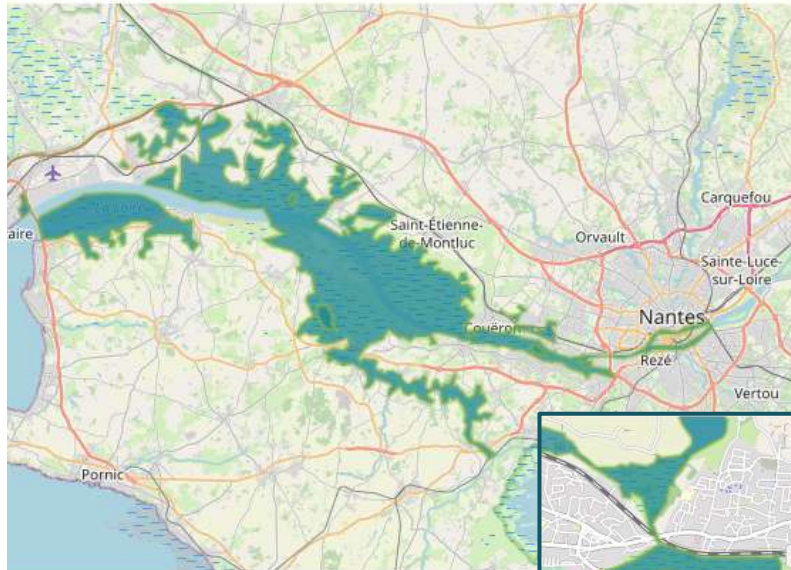 Carquefou
Saint-Étienne-
de-Montluc
Orvault
aire
Sainte-Luce-
sur-Loire
Nantes
Couëron
Rezé
Vertou
Pornic